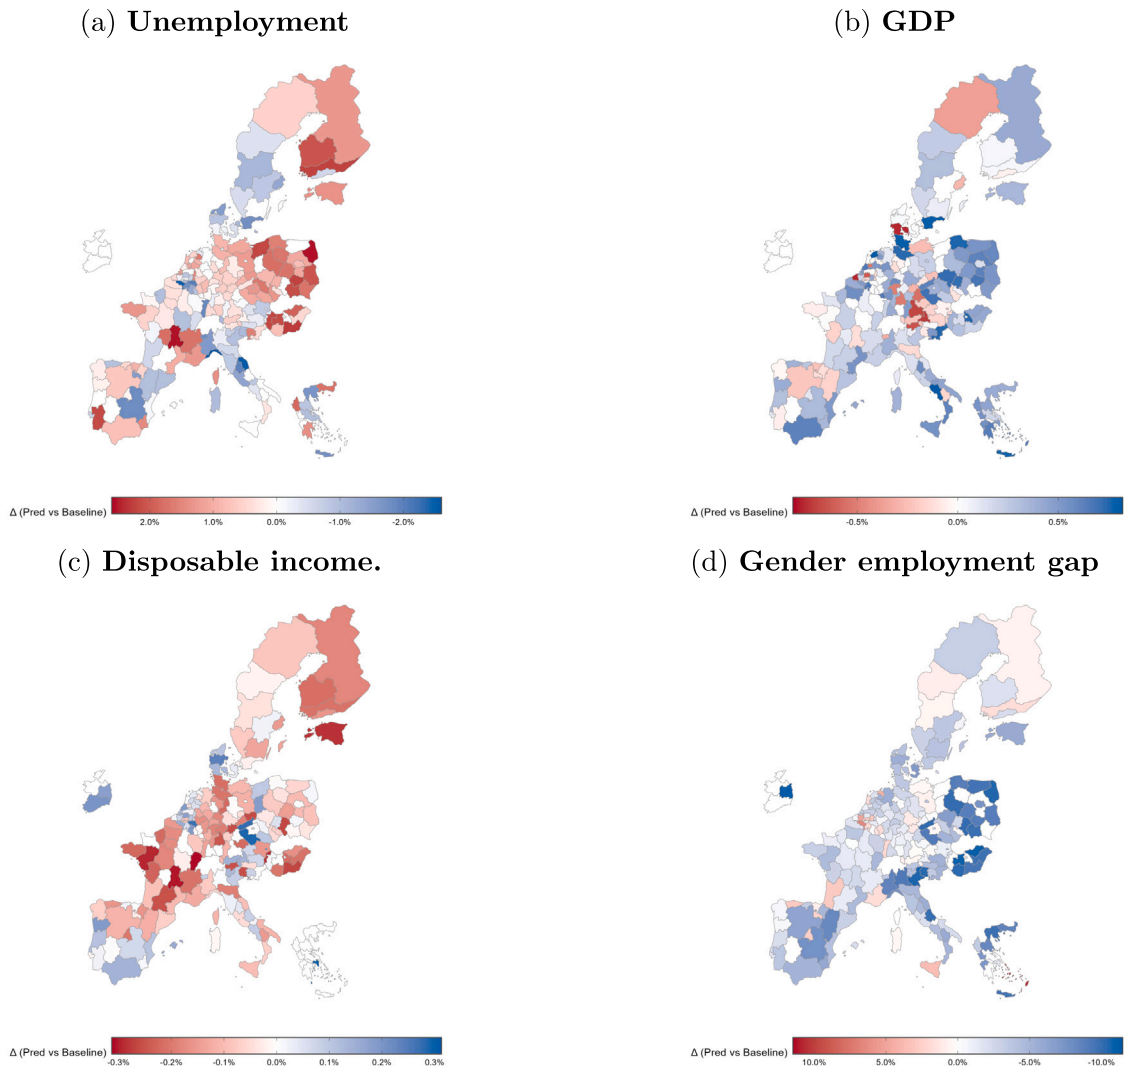 (a) Unemployment
(b) GDP
Δ (Pred vs Baseline)
2.0% 1.0% 0.0% -1.0% -2.0%
Δ (Pred vs Baseline)
-0.5% 0.0% 0.5%
(c) Disposable income.
(d) Gender employment gap
Δ (Pred vs Baseline)
-0.3% -0.2% -0.1% 0.0% 0.1% 0.2% 0.3%
Δ (Pred vs Baseline)
10.0% 5.0% 0.0% -5.0% -10.0%